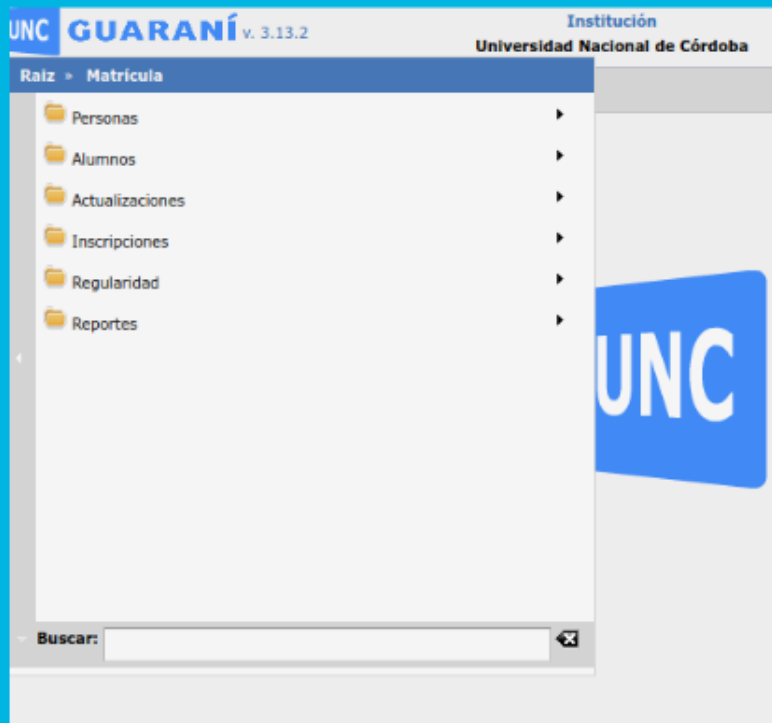 UNC GUARANÍ v. 3.13.2
Institución
Universidad Nacional de Córdoba
Raiz » Matrícula
Personas
Alumnos
Actualizaciones
Inscripciones
Regularidad
Reportes
UNC
Buscar: